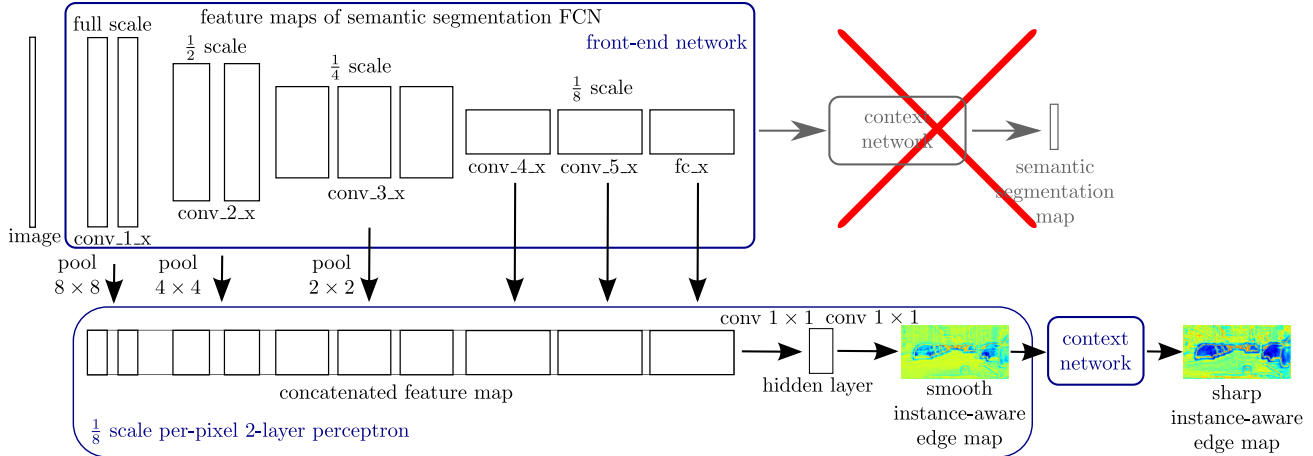 feature maps of semantic segmentation FCN
front-end network
full scale
1/2 scale
1/4 scale
1/8 scale
image
conv_1_x
conv_2_x
conv_3_x
conv_4_x
conv_5_x
fc_x
context
network
semantic
segmentation
map
pool
8 × 8
pool
4 × 4
pool
2 × 2
concatenated feature map
1/8 scale per-pixel 2-layer perceptron
conv 1 × 1
conv 1 × 1
hidden layer
smooth
instance-aware
edge map
context
network
sharp
instance-aware
edge map